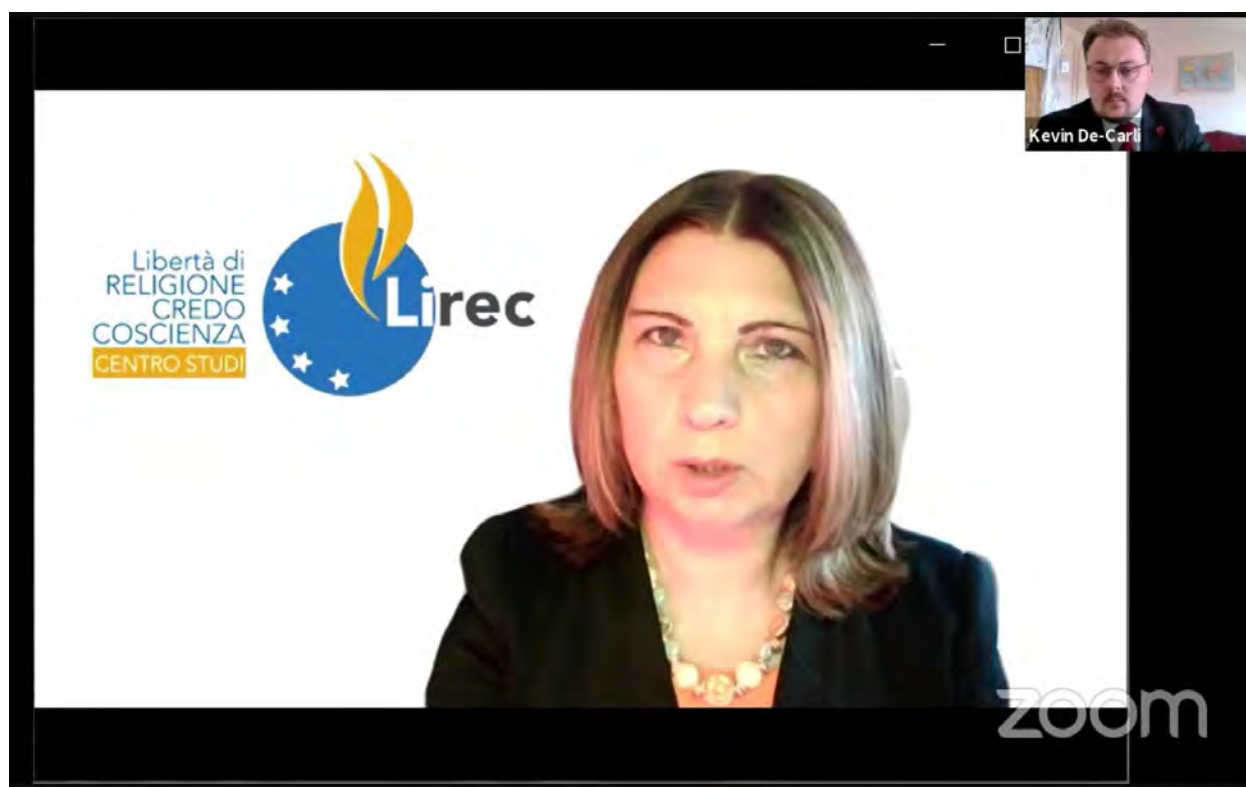 Kevin De-Carli
Libertà di
RELIGIONE
CREDO
COSCIENZA
CENTRO STUDI
Lirec
zoom